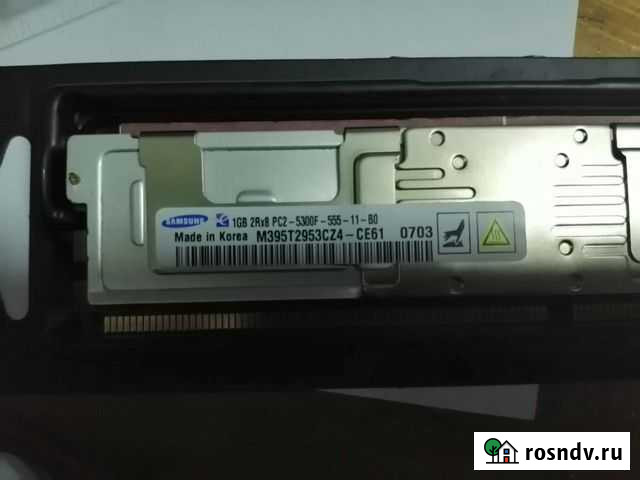 SAMSUNG 1GB 2Rx8 PC2-5300F-555-11-B0
Made in Korea M395T2953CZ4-CE61 0703
rosndv.ru